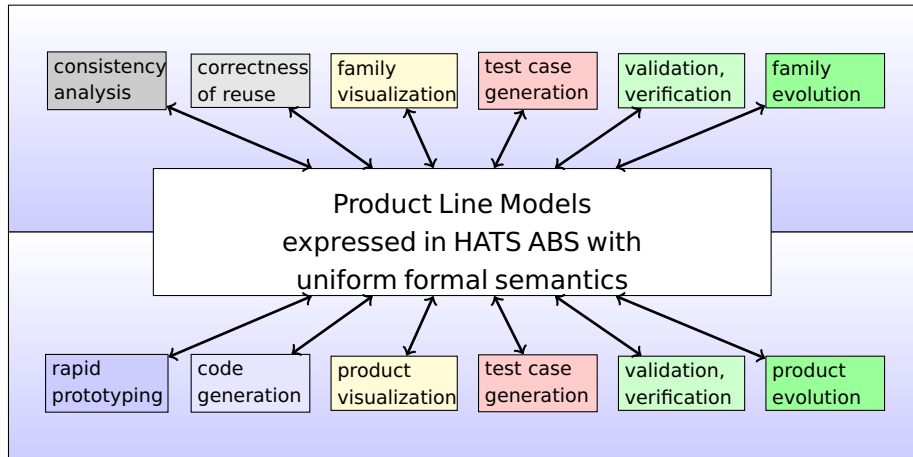 consistency
analysis
correctness
of reuse
family
visualization
test case
generation
validation,
verification
family
evolution
Product Line Models
expressed in HATS ABS with
uniform formal semantics
rapid
prototyping
code
generation
product
visualization
test case
generation
validation,
verification
product
evolution